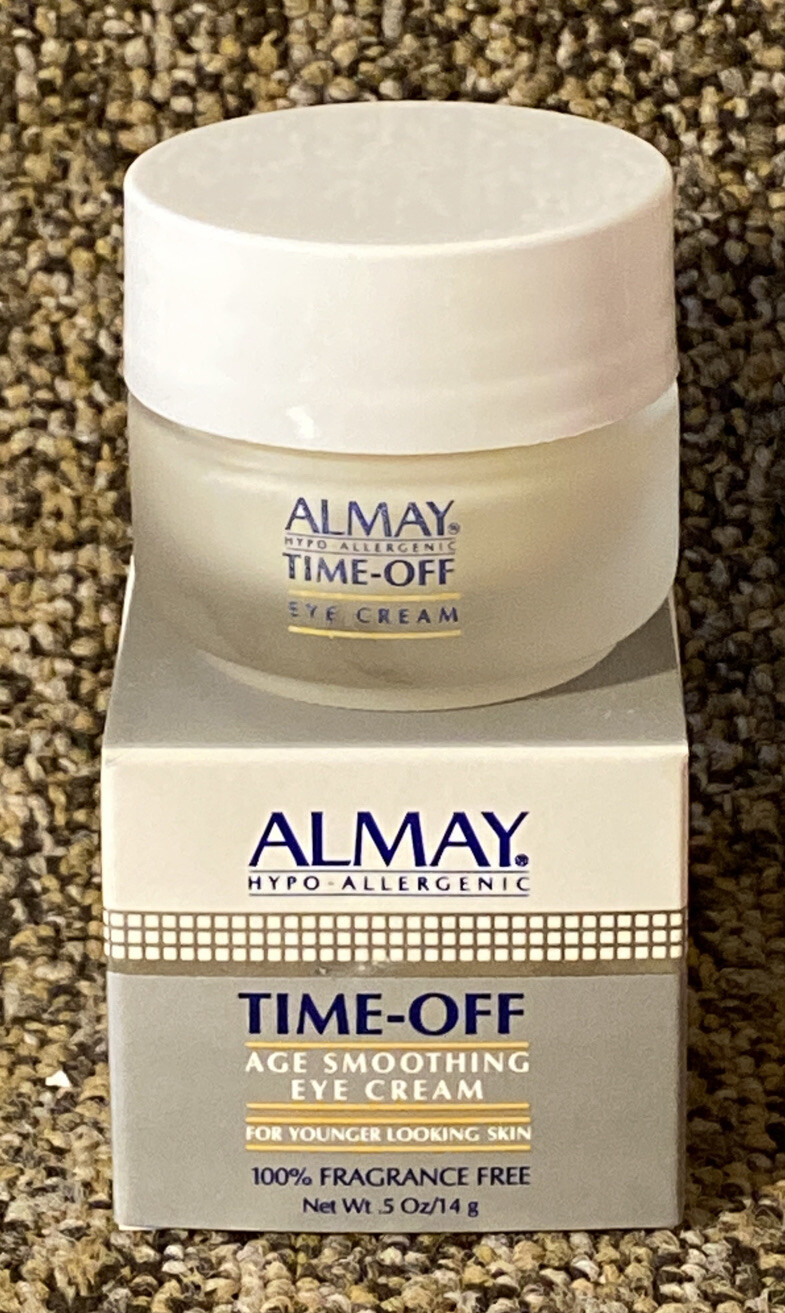 ALMAY®
HYPO-ALLERGENIC
TIME-OFF
EYE CREAM
ALMAY®
HYPO-ALLERGENIC
TIME-OFF
AGE SMOOTHING
EYE CREAM
FOR YOUNGER LOOKING SKIN
100% FRAGRANCE FREE
Net Wt .5 Oz/14 g